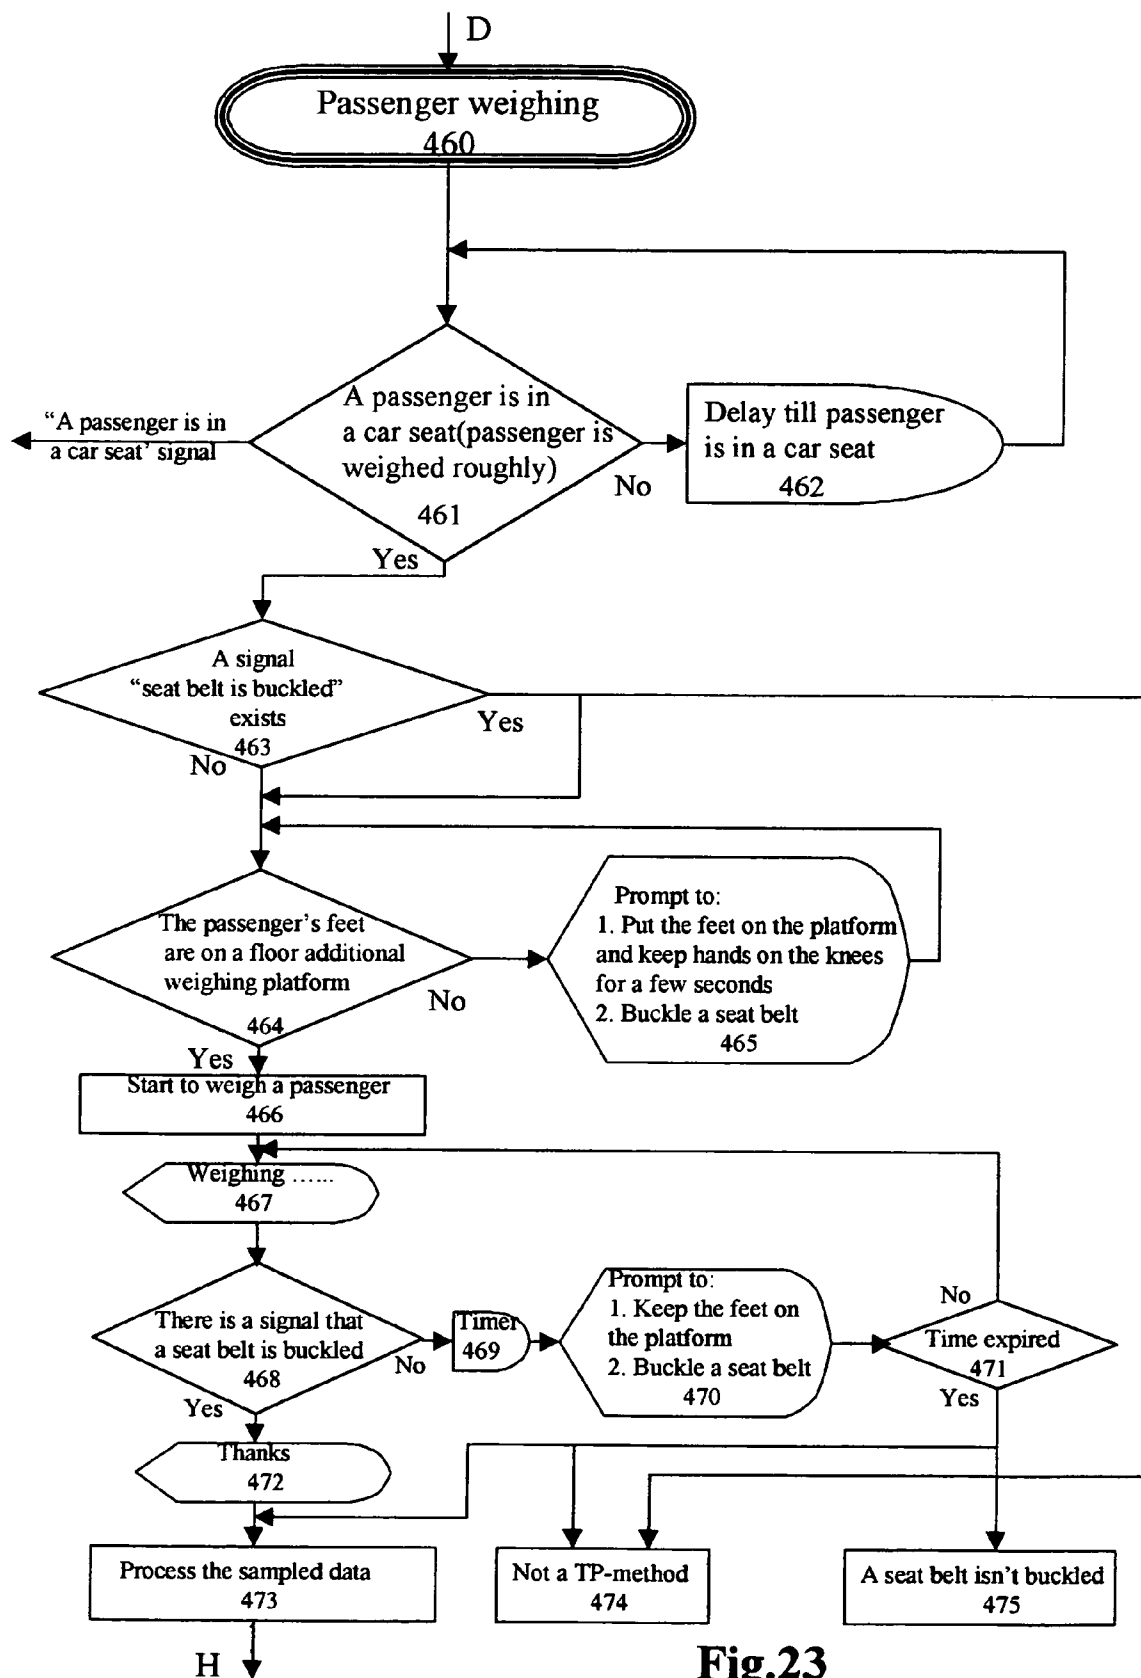 D
Passenger weighing
460
A passenger is in
a car seat(passenger is
weighed roughly)
461
“A passenger is in
a car seat’ signal
No
Delay till passenger
is in a car seat
462
Yes
A signal
“seat belt is buckled”
exists
463
Yes
No
The passenger’s feet
are on a floor additional
weighing platform
464
No
Prompt to:
1. Put the feet on the platform
and keep hands on the knees
for a few seconds
2. Buckle a seat belt
465
Yes
Start to weigh a passenger
466
Weighing ……
467
There is a signal that
a seat belt is buckled
468
No
Timer
469
Prompt to:
1. Keep the feet on
the platform
2. Buckle a seat belt
470
No
Time expired
471
Yes
Yes
Thanks
472
Process the sampled data
473
Not a TP-method
474
A seat belt isn’t buckled
475
H
Fig.23